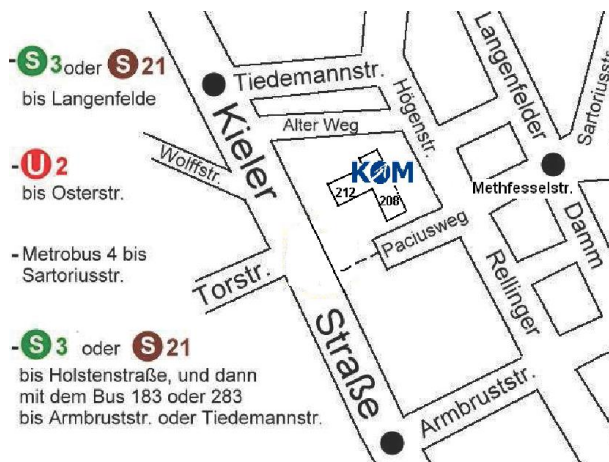 -S3 oder S21
bis Langenfelde
-U2
bis Osterstr.
- Metrobus 4 bis
Sartoriusstr.
-S3 oder S21
bis Holstenstraße, und dann
mit dem Bus 183 oder 283
bis Armbruststr. oder Tiedemannstr.
Tiedemannstr.
Kieler
Straße
Alter Weg
Wolffstr.
Högenstr.
Langenfelder
Damm
Sartoriusstr.
KOM
212
208
Methfesselstr.
Paciusweg
Torstr.
Rellinger
Armbruststr.